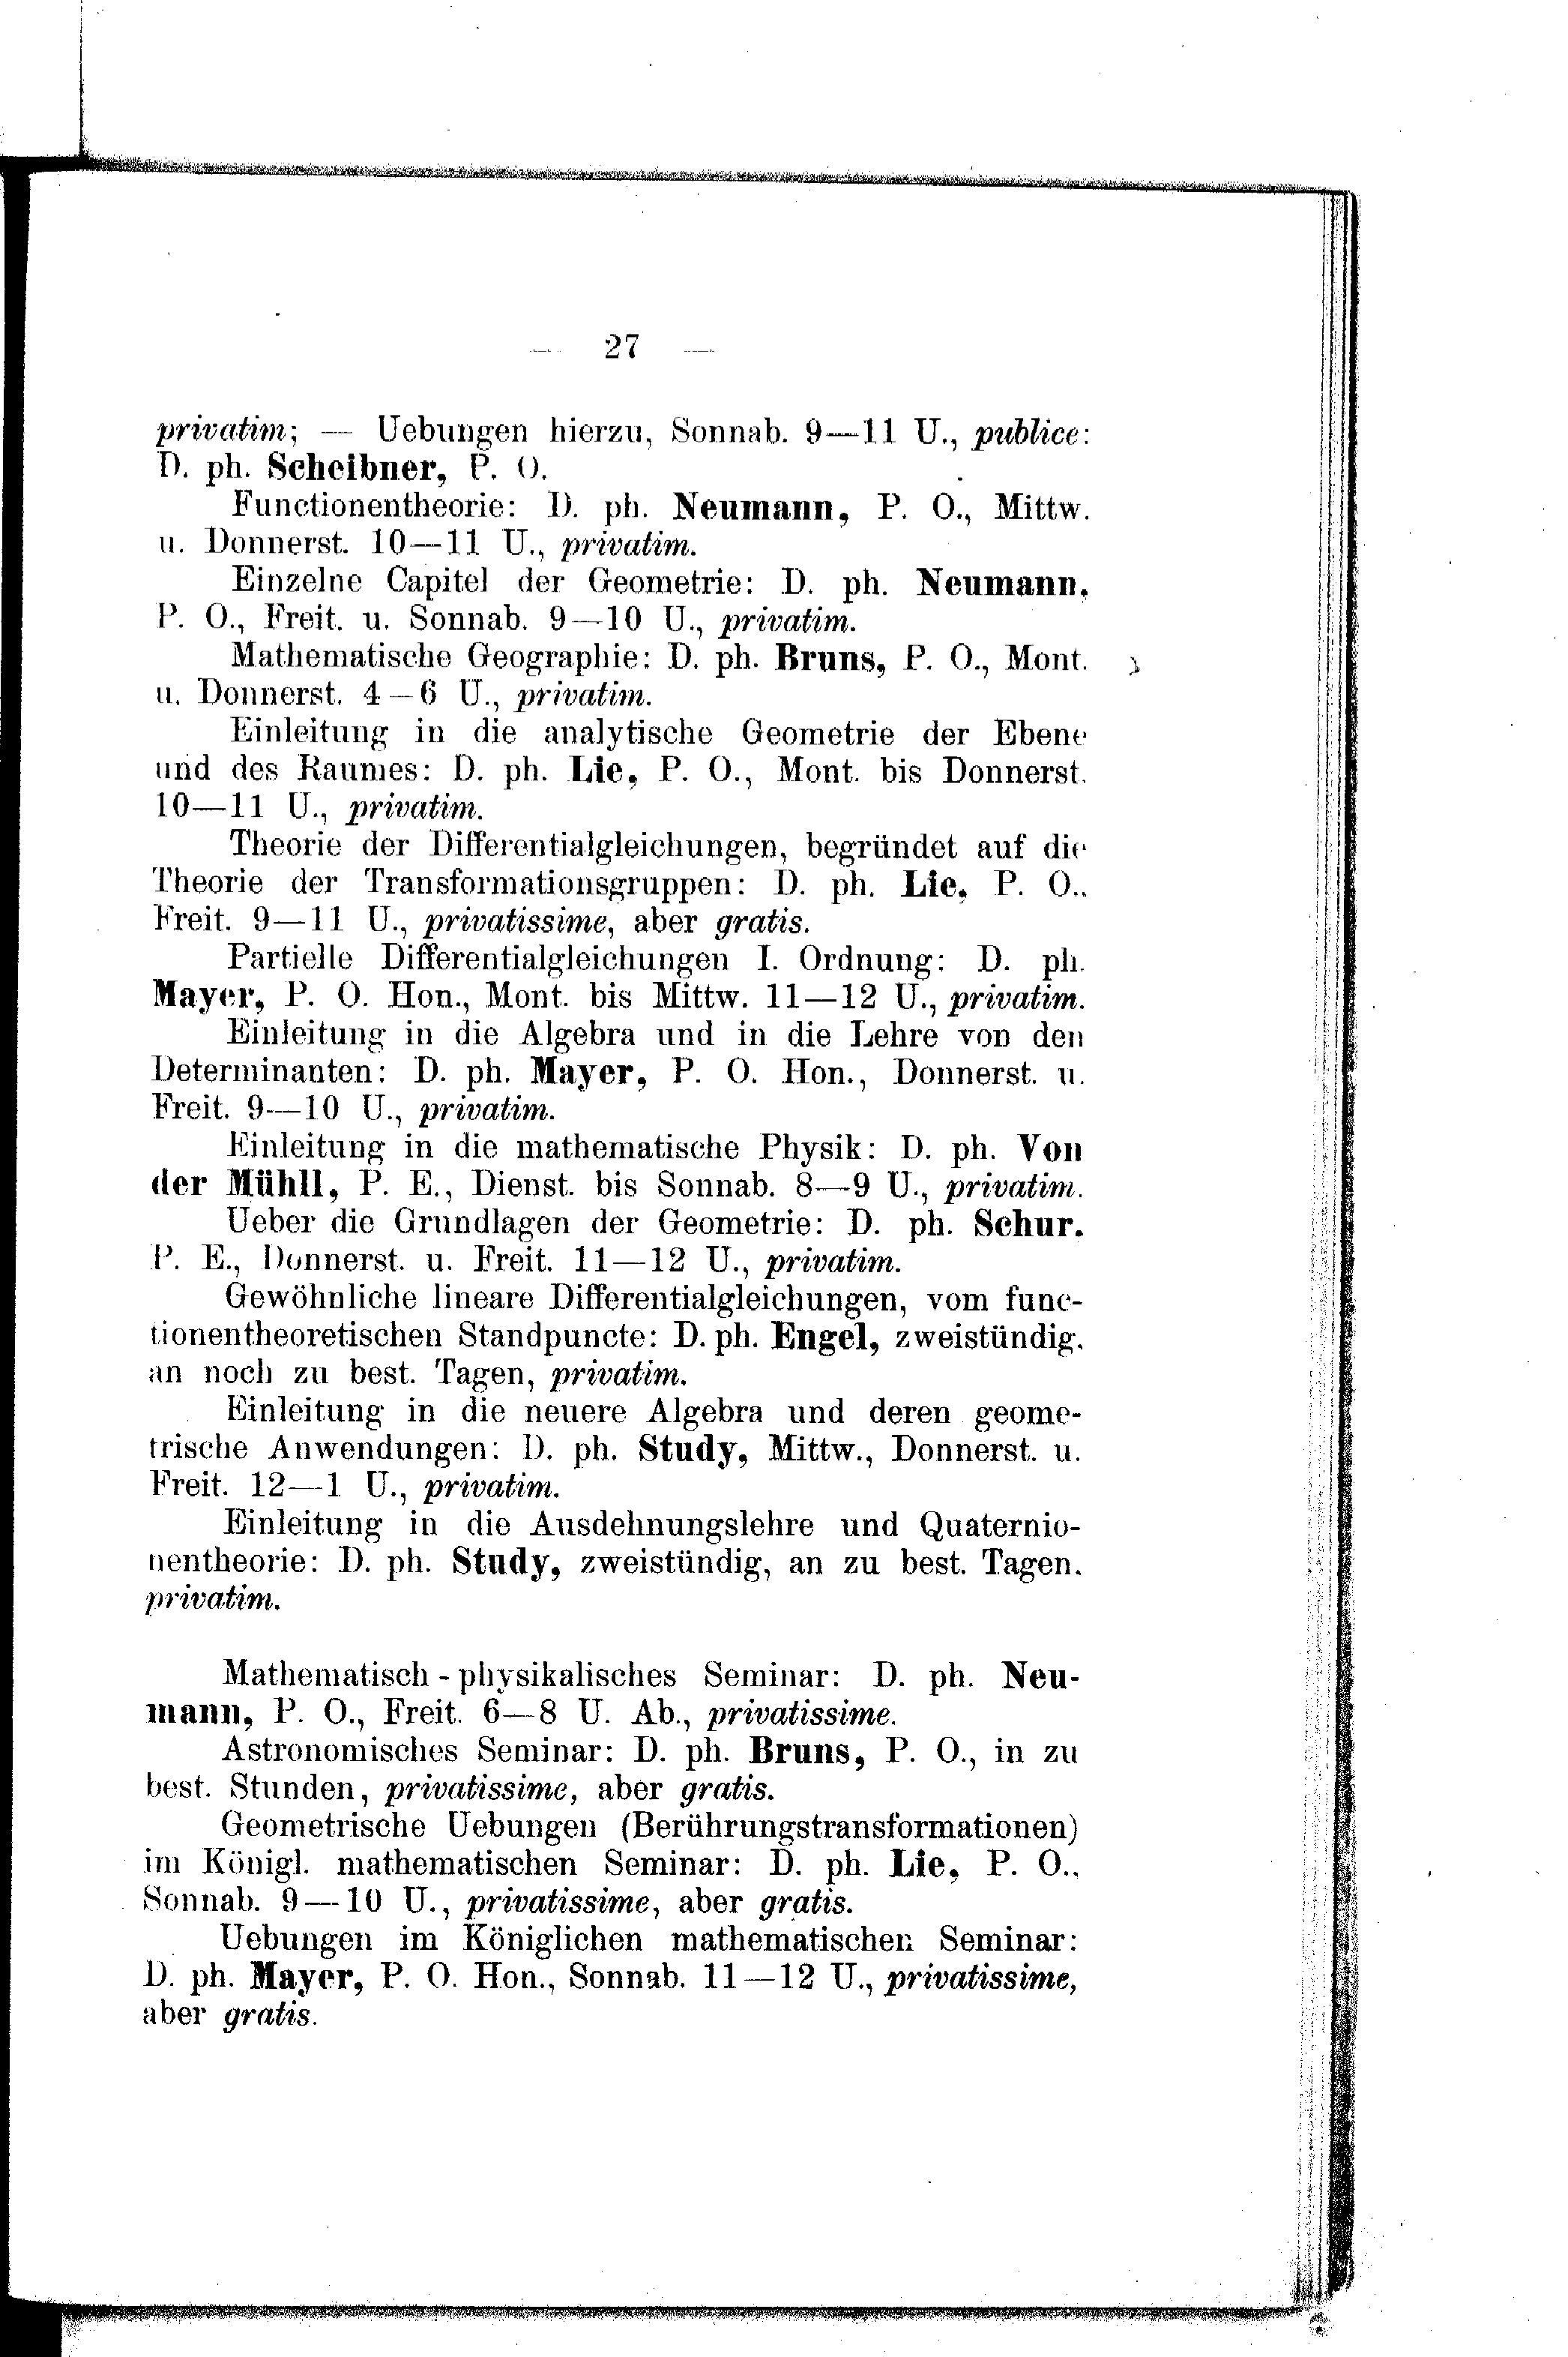 — 27 —
privatim; — Uebungen hierzu, Sonnab. 9—11 U., publice:
D. ph. Scheibner, P. O.
Functionentheorie: D. ph. Neumann, P. O., Mittw.
u. Donnerst. 10—11 U., privatim.
Einzelne Capitel der Geometrie: D. ph. Neumann,
P. O., Freit. u. Sonnab. 9—10 U., privatim.
Mathematische Geographie: D. ph. Bruns, P. O., Mont.
u. Donnerst. 4—6 U., privatim.
Einleitung in die analytische Geometrie der Ebene
und des Raumes: D. ph. Lie, P. O., Mont. bis Donnerst.
10—11 U., privatim.
Theorie der Differentialgleichungen, begründet auf die
Theorie der Transformationsgruppen: D. ph. Lie, P. O.,
Freit. 9—11 U., privatissime, aber gratis.
Partielle Differentialgleichungen I. Ordnung: D. ph.
Mayer, P. O. Hon., Mont. bis Mittw. 11—12 U., privatim.
Einleitung in die Algebra und in die Lehre von den
Determinanten: D. ph. Mayer, P. O. Hon., Donnerst. u.
Freit. 9—10 U., privatim.
Einleitung in die mathematische Physik: D. ph. Von
der Mühll, P. E., Dienst. bis Sonnab. 8—9 U., privatim.
Ueber die Grundlagen der Geometrie: D. ph. Schur,
P. E., Donnerst. u. Freit. 11—12 U., privatim.
Gewöhnliche lineare Differentialgleichungen, vom func-
tionentheoretischen Standpuncte: D. ph. Engel, zweistündig,
an noch zu best. Tagen, privatim.
Einleitung in die neuere Algebra und deren geome-
trische Anwendungen: D. ph. Study, Mittw., Donnerst. u.
Freit. 12—1 U., privatim.
Einleitung in die Ausdehnungslehre und Quaternio-
nentheorie: D. ph. Study, zweistündig, an zu best. Tagen,
privatim.
Mathematisch-physikalisches Seminar: D. ph. Neu-
mann, P. O., Freit. 6—8 U. Ab., privatissime.
Astronomisches Seminar: D. ph. Bruns, P. O., in zu
best. Stunden, privatissime, aber gratis.
Geometrische Uebungen (Berührungstransformationen)
im Königl. mathematischen Seminar: D. ph. Lie, P. O.,
Sonnab. 9—10 U., privatissime, aber gratis.
Uebungen im Königlichen mathematischen Seminar:
D. ph. Mayer, P. O. Hon., Sonnab. 11—12 U., privatissime,
aber gratis.